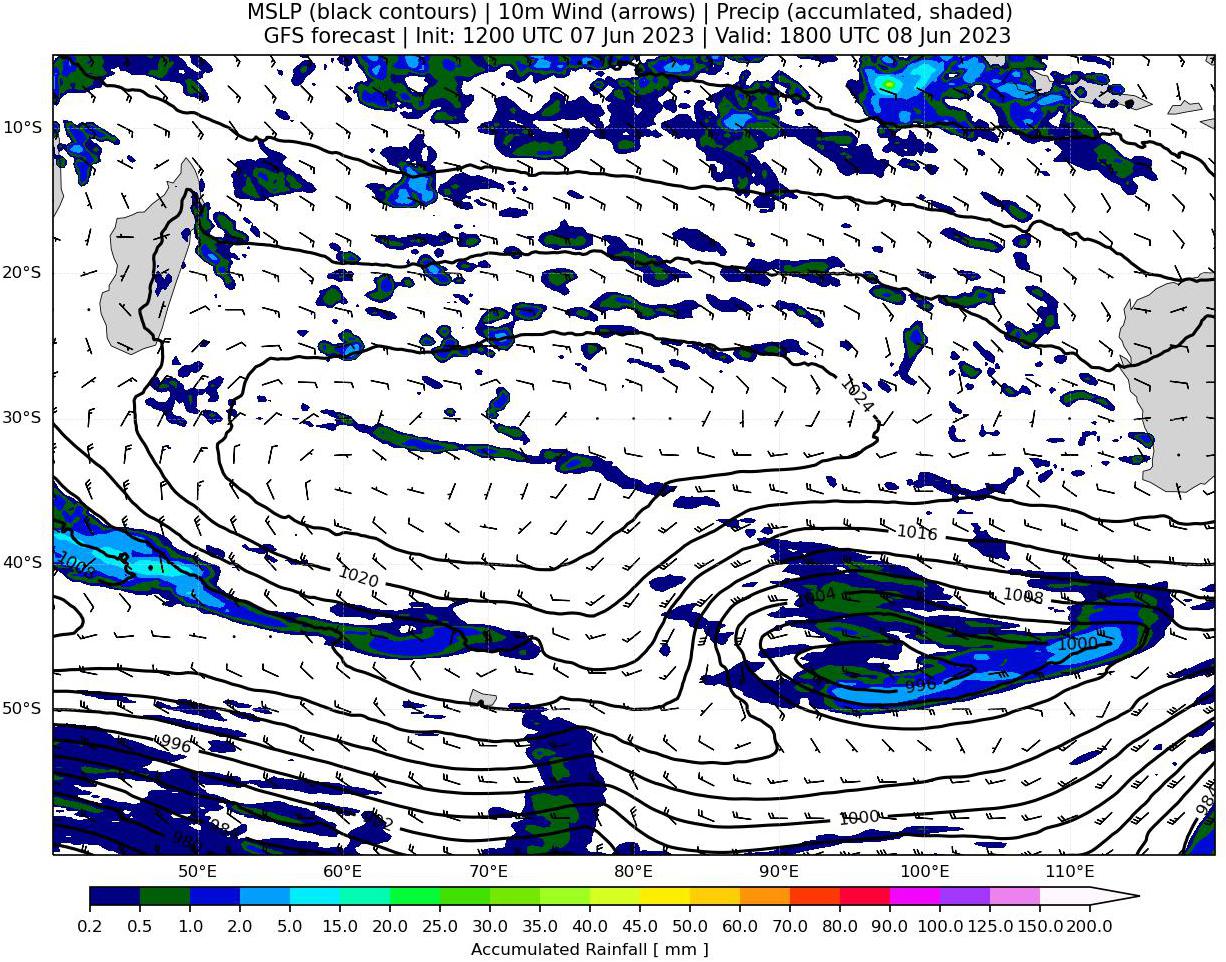 MSLP (black contours) | 10m Wind (arrows) | Precip (accumlated, shaded)
GFS forecast | Init: 1200 UTC 07 Jun 2023 | Valid: 1800 UTC 08 Jun 2023
10°S
20°S
1024
30°S
1016
40°S
1020
1008
1004
1000
996
50°S
996
992
1000
984
50°E 60°E 70°E 80°E 90°E 100°E 110°E
0.2 0.5 1.0 2.0 5.0 10.0 15.0 20.0 25.0 30.0 35.0 40.0 45.0 50.0 60.0 70.0 80.0 90.0 100.0 125.0 150.0 200.0
Accumulated Rainfall [ mm ]